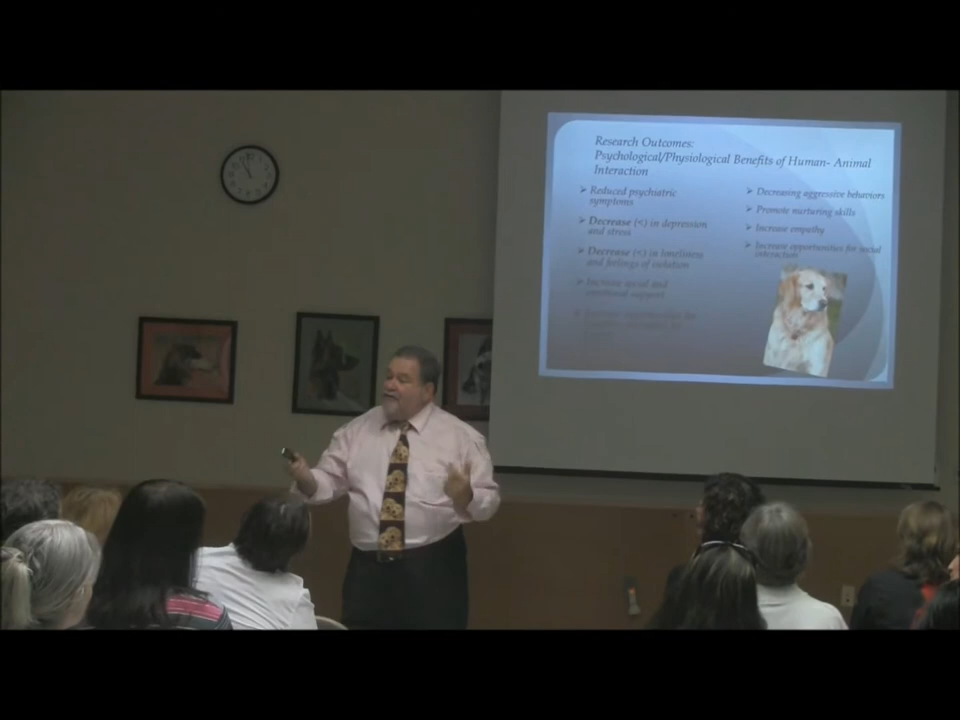 Research Outcomes:
Psychological/Physiological Benefits of Human- Animal
Interaction
➢ Reduced psychiatric
symptoms
➢ Decrease (<) in depression
and stress
➢ Decrease (<) in loneliness
and feelings of isolation
➢ Increase social and
emotional support
➢ Decreasing aggressive behaviors
➢ Promote nurturing skills
➢ Increase empathy
➢ Increase opportunities for social
interaction